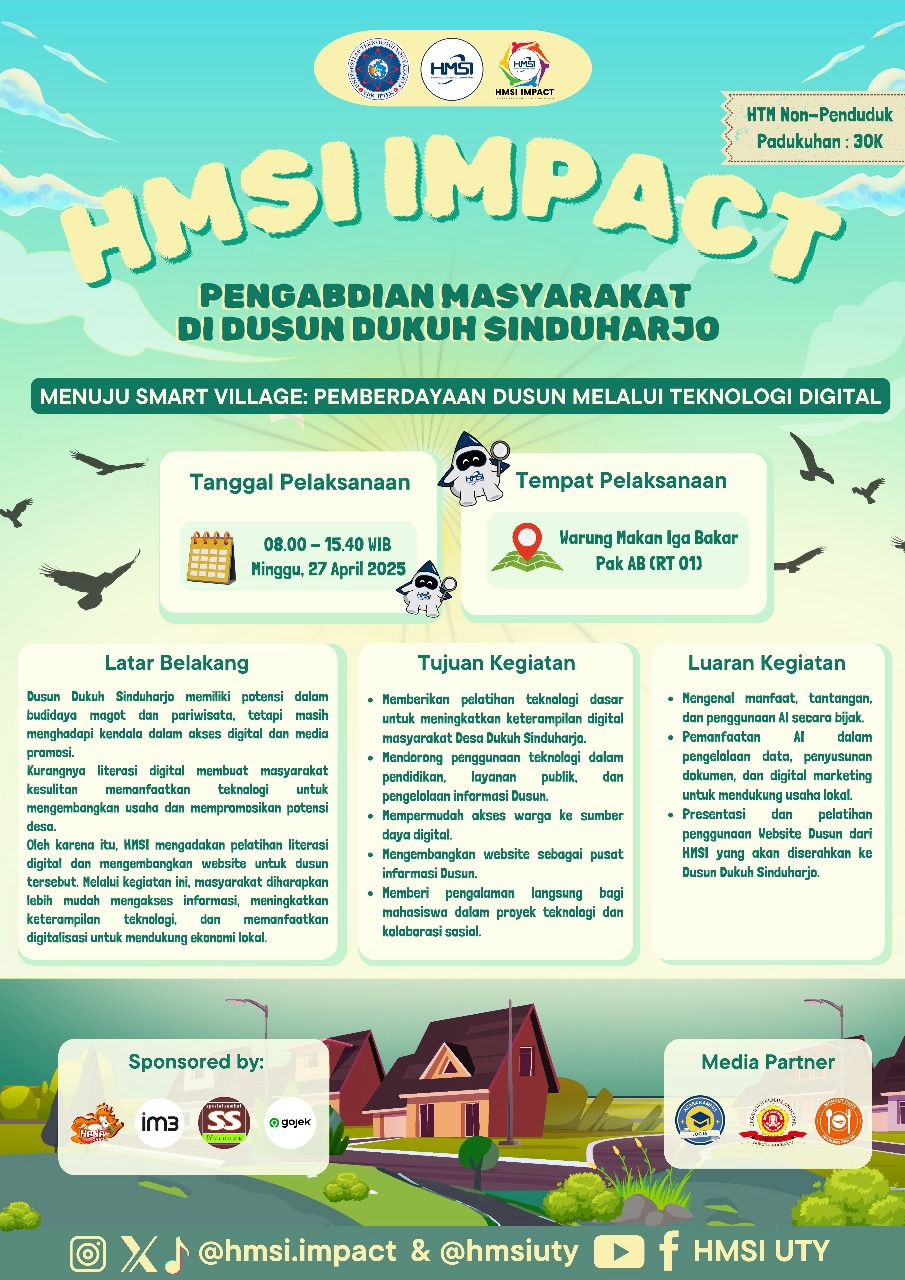 HMSI
HMSI
HMSI IMPACT
HTM Non-Penduduk
Padukuhan : 30K
HMSI IMPACT
PENGABDIAN MASYARAKAT
DI DUSUN DUKUH SINDUHARJO
MENUJU SMART VILLAGE: PEMBERDAYAAN DUSUN MELALUI TEKNOLOGI DIGITAL
Tanggal Pelaksanaan
08.00 - 15.40 WIB
Minggu, 27 April 2025
Tempat Pelaksanaan
Warung Makan Iga Bakar
Pak AB (RT 01)
Latar Belakang
Dusun Dukuh Sinduharjo memiliki potensi dalam
budidaya magot dan pariwisata, tetapi masih
menghadapi kendala dalam akses digital dan media
promosi.
Kurangnya literasi digital membuat masyarakat
kesulitan memanfaatkan teknologi untuk
mengembangkan usaha dan mempromosikan potensi
desa.
Oleh karena itu, HMSI mengadakan pelatihan literasi
digital dan mengembangkan website untuk dusun
tersebut. Melalui kegiatan ini, masyarakat diharapkan
lebih mudah mengakses informasi, meningkatkan
keterampilan teknologi, dan memanfaatkan
digitalisasi untuk mendukung ekonomi lokal.
Tujuan Kegiatan
• Memberikan pelatihan teknologi dasar
untuk meningkatkan keterampilan digital
masyarakat Desa Dukuh Sinduharjo.
• Mendorong penggunaan teknologi dalam
pendidikan, layanan publik, dan
pengelolaan informasi Dusun.
• Mempermudah akses warga ke sumber
daya digital.
• Mengembangkan website sebagai pusat
informasi Dusun.
• Memberi pengalaman langsung bagi
mahasiswa dalam proyek teknologi dan
kolaborasi sosial.
Luaran Kegiatan
• Mengenal manfaat, tantangan,
dan penggunaan AI secara bijak.
• Pemanfaatan AI dalam
pengelolaan data, penyusunan
dokumen, dan digital marketing
untuk mendukung usaha lokal.
• Presentasi dan pelatihan
penggunaan Website Dusun dari
HMSI yang akan diserahkan ke
Dusun Dukuh Sinduharjo.
Sponsored by:
HANA
im3
spesial sambal
SS
gojek
Media Partner
JOGJA
@hmsi.impact & @hmsiuty
HMSI UTY